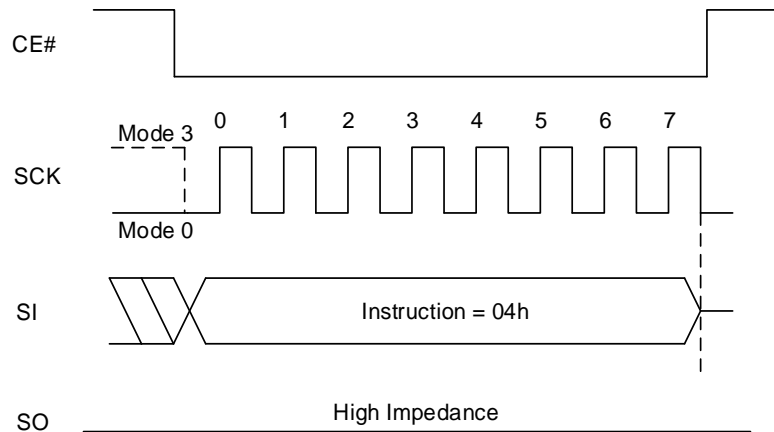 CE#
0 1 2 3 4 5 6 7
Mode 3
SCK
Mode 0
SI
Instruction = 04h
High Impedance
SO